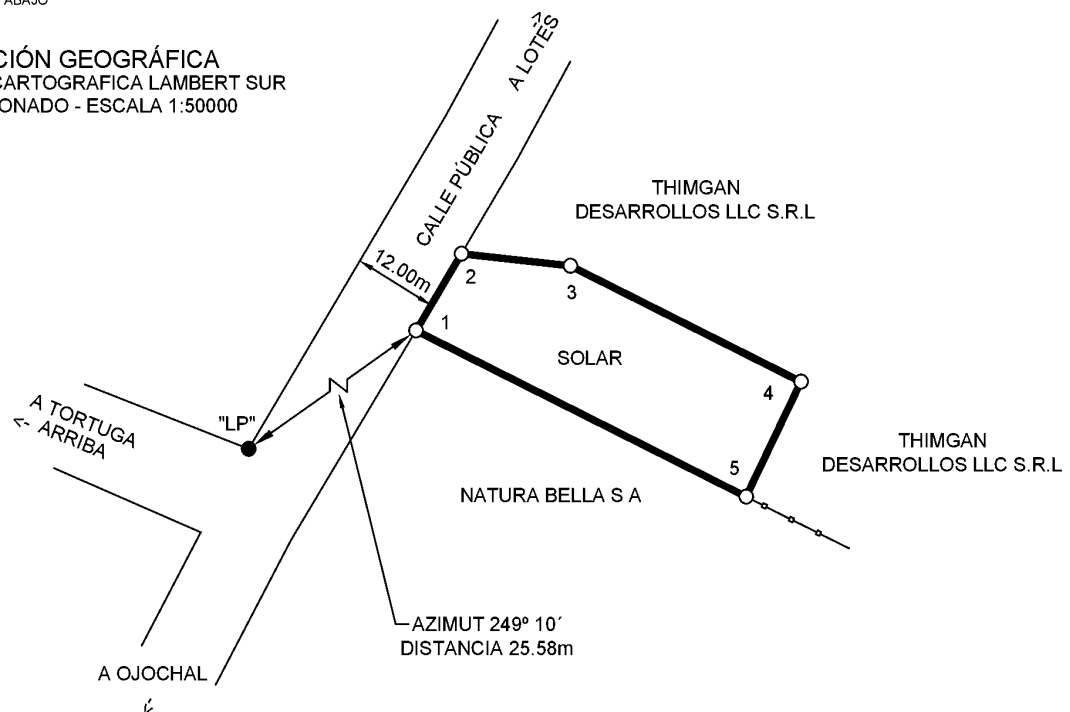 ABAJO
CIÓN GEOGRÁFICA
CARTOGRAFICA LAMBERT SUR
ONADO - ESCALA 1:50000
A LOTES
->
CALLE PÚBLICA
THIMGAN
DESARROLLOS LLC S.R.L
12.00m
2
3
1
SOLAR
4
A TORTUGA
<- ARRIBA
"LP"
THIMGAN
DESARROLLOS LLC S.R.L
5
NATURA BELLA S A
AZIMUT 249º 10´
DISTANCIA 25.58m
A OJOCHAL
<-